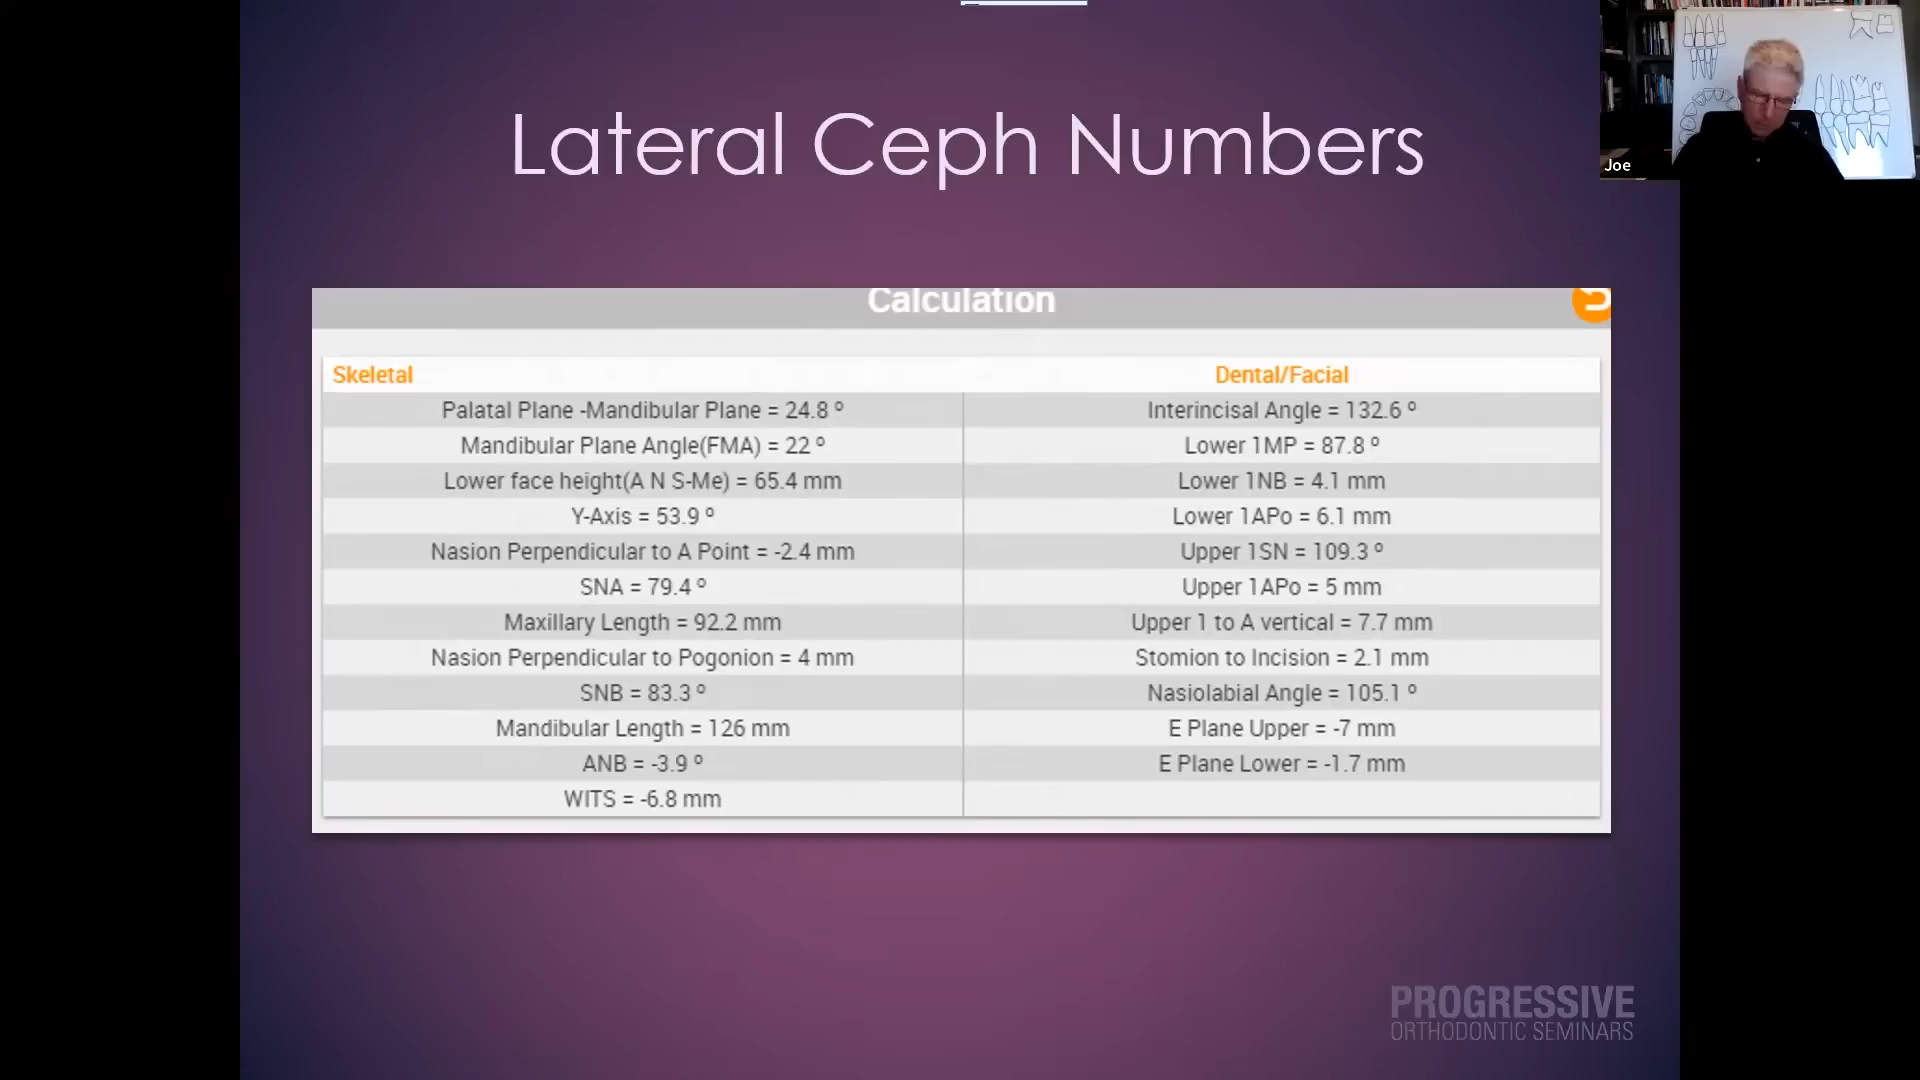 Lateral Ceph Numbers
Joe
Calculation
Skeletal
Dental/Facial
Palatal Plane -Mandibular Plane = 24.8 º
Interincisal Angle = 132.6 º
Mandibular Plane Angle(FMA) = 22 º
Lower 1MP = 87.8 º
Lower face height(A N S-Me) = 65.4 mm
Lower 1NB = 4.1 mm
Y-Axis = 53.9 º
Lower 1APo = 6.1 mm
Nasion Perpendicular to A Point = -2.4 mm
Upper 1SN = 109.3 º
SNA = 79.4 º
Upper 1APo = 5 mm
Maxillary Length = 92.2 mm
Upper 1 to A vertical = 7.7 mm
Nasion Perpendicular to Pogonion = 4 mm
Stomion to Incision = 2.1 mm
SNB = 83.3 º
Nasiolabial Angle = 105.1 º
Mandibular Length = 126 mm
E Plane Upper = -7 mm
ANB = -3.9 º
E Plane Lower = -1.7 mm
WITS = -6.8 mm
PROGRESSIVE
ORTHODONTIC SEMINARS